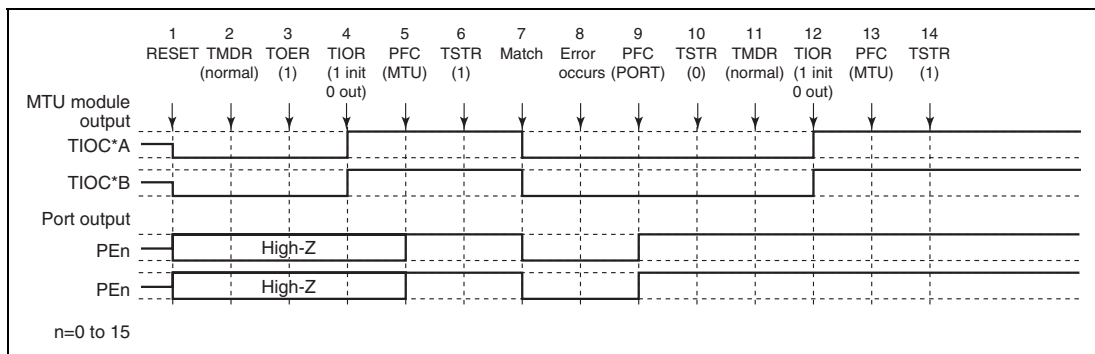 1 2 3 4 5 6 7 8 9 10 11 12 13 14
RESET TMDR TOER TIOR PFC TSTR Match Error PFC TSTR TMDR TIOR PFC TSTR
(normal) (1) (1 init (MTU) (1) occurs (PORT) (0) (normal) (1 init (MTU) (1)
0 out) 0 out)
MTU module
output
TIOC*A
TIOC*B
Port output
PEn High-Z
PEn High-Z
n=0 to 15